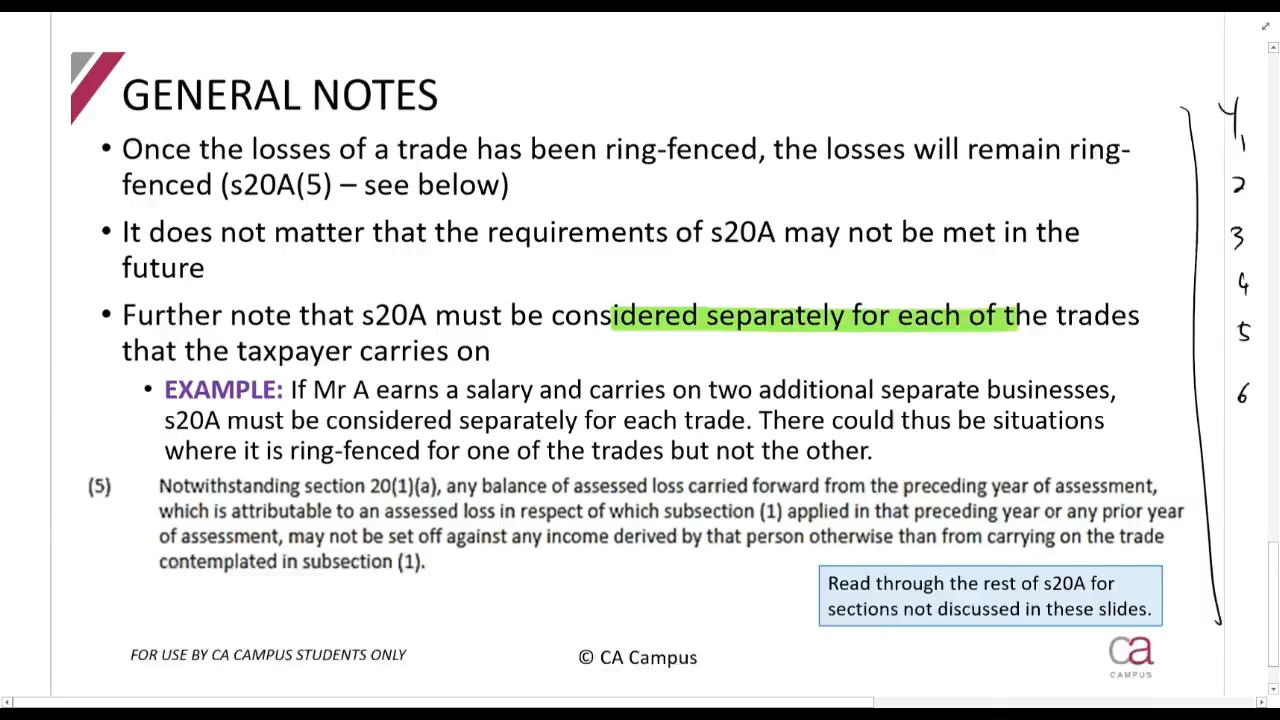 GENERAL NOTES
• Once the losses of a trade has been ring-fenced, the losses will remain ring-
fenced (s20A(5) – see below)
• It does not matter that the requirements of s20A may not be met in the
future
• Further note that s20A must be considered separately for each of the trades
that the taxpayer carries on
• EXAMPLE: If Mr A earns a salary and carries on two additional separate businesses,
s20A must be considered separately for each trade. There could thus be situations
where it is ring-fenced for one of the trades but not the other.
(5) Notwithstanding section 20(1)(a), any balance of assessed loss carried forward from the preceding year of assessment,
which is attributable to an assessed loss in respect of which subsection (1) applied in that preceding year or any prior year
of assessment, may not be set off against any income derived by that person otherwise than from carrying on the trade
contemplated in subsection (1).
Read through the rest of s20A for
sections not discussed in these slides.
FOR USE BY CA CAMPUS STUDENTS ONLY
© CA Campus
ca
CAMPUS
Y
1
2
3
4
5
6